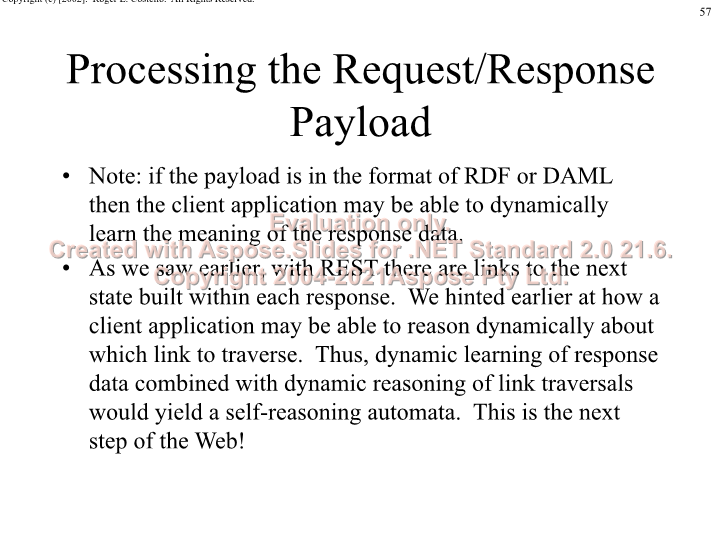 Copyright (c) [2002]. Roger L. Costello. All Rights Reserved.
57
Processing the Request/Response
Payload
• Note: if the payload is in the format of RDF or DAML
then the client application may be able to dynamically
learn the meaning of the response data.
Evaluation only.
Created with Aspose.Slides for .NET Standard 2.0 21.6.
Copyright 2004-2021Aspose Pty Ltd.
• As we saw earlier, with REST there are links to the next
state built within each response.  We hinted earlier at how a
client application may be able to reason dynamically about
which link to traverse.  Thus, dynamic learning of response
data combined with dynamic reasoning of link traversals
would yield a self-reasoning automata.  This is the next
step of the Web!